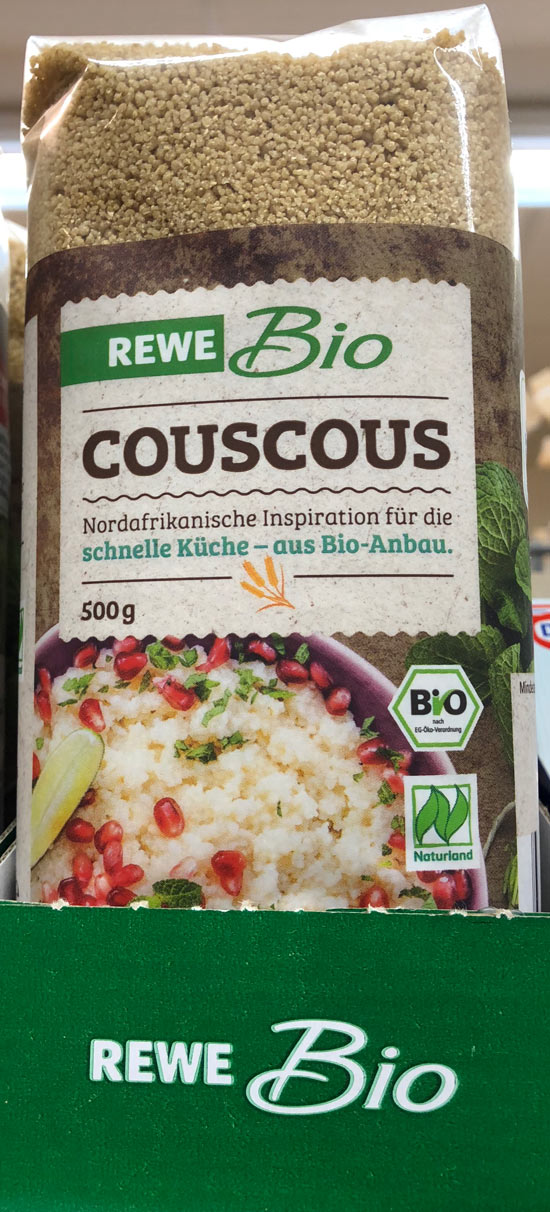 REWE Bio
COUSCOUS
Nordafrikanische Inspiration für die
schnelle Küche – aus Bio-Anbau.
500g
BiO
nach
EG-Öko-Verordnung
Naturland
REWE Bio